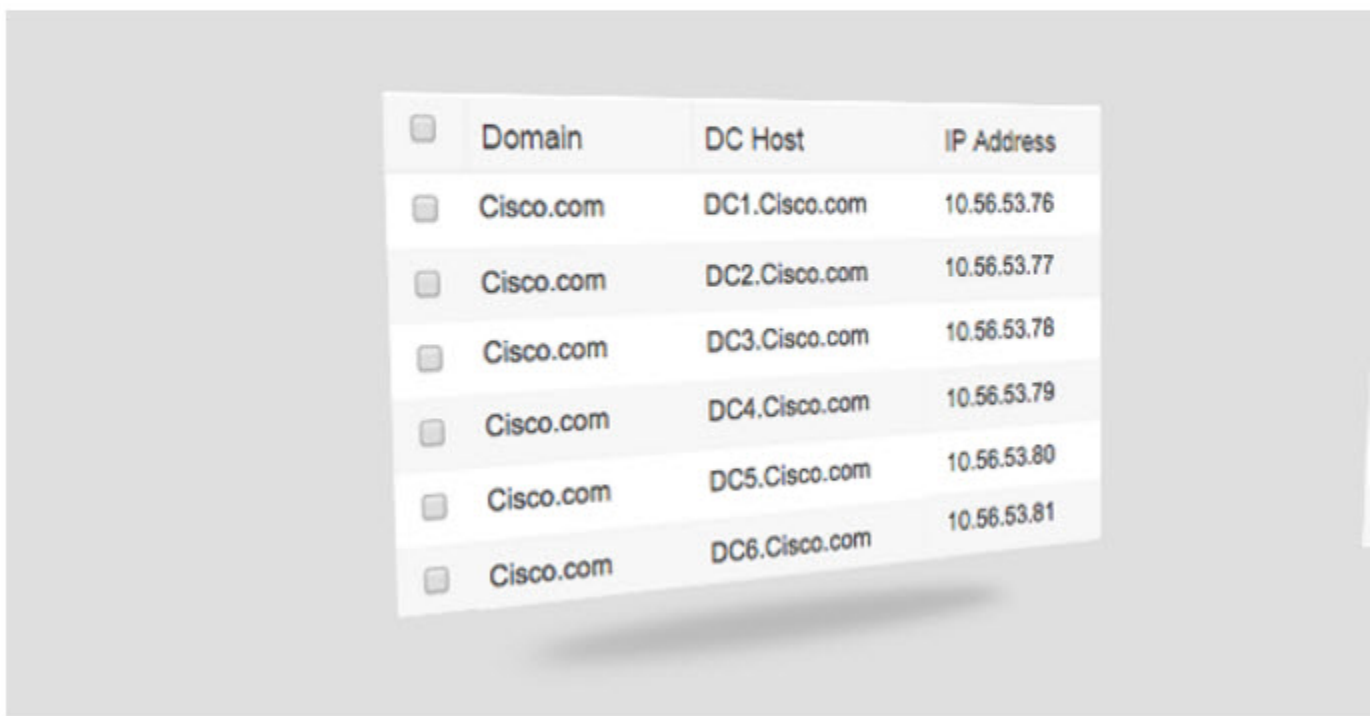 Domain DC Host IP Address
Cisco.com DC1.Cisco.com 10.56.53.76
Cisco.com DC2.Cisco.com 10.56.53.77
Cisco.com DC3.Cisco.com 10.56.53.78
Cisco.com DC4.Cisco.com 10.56.53.79
Cisco.com DC5.Cisco.com 10.56.53.80
Cisco.com DC6.Cisco.com 10.56.53.81